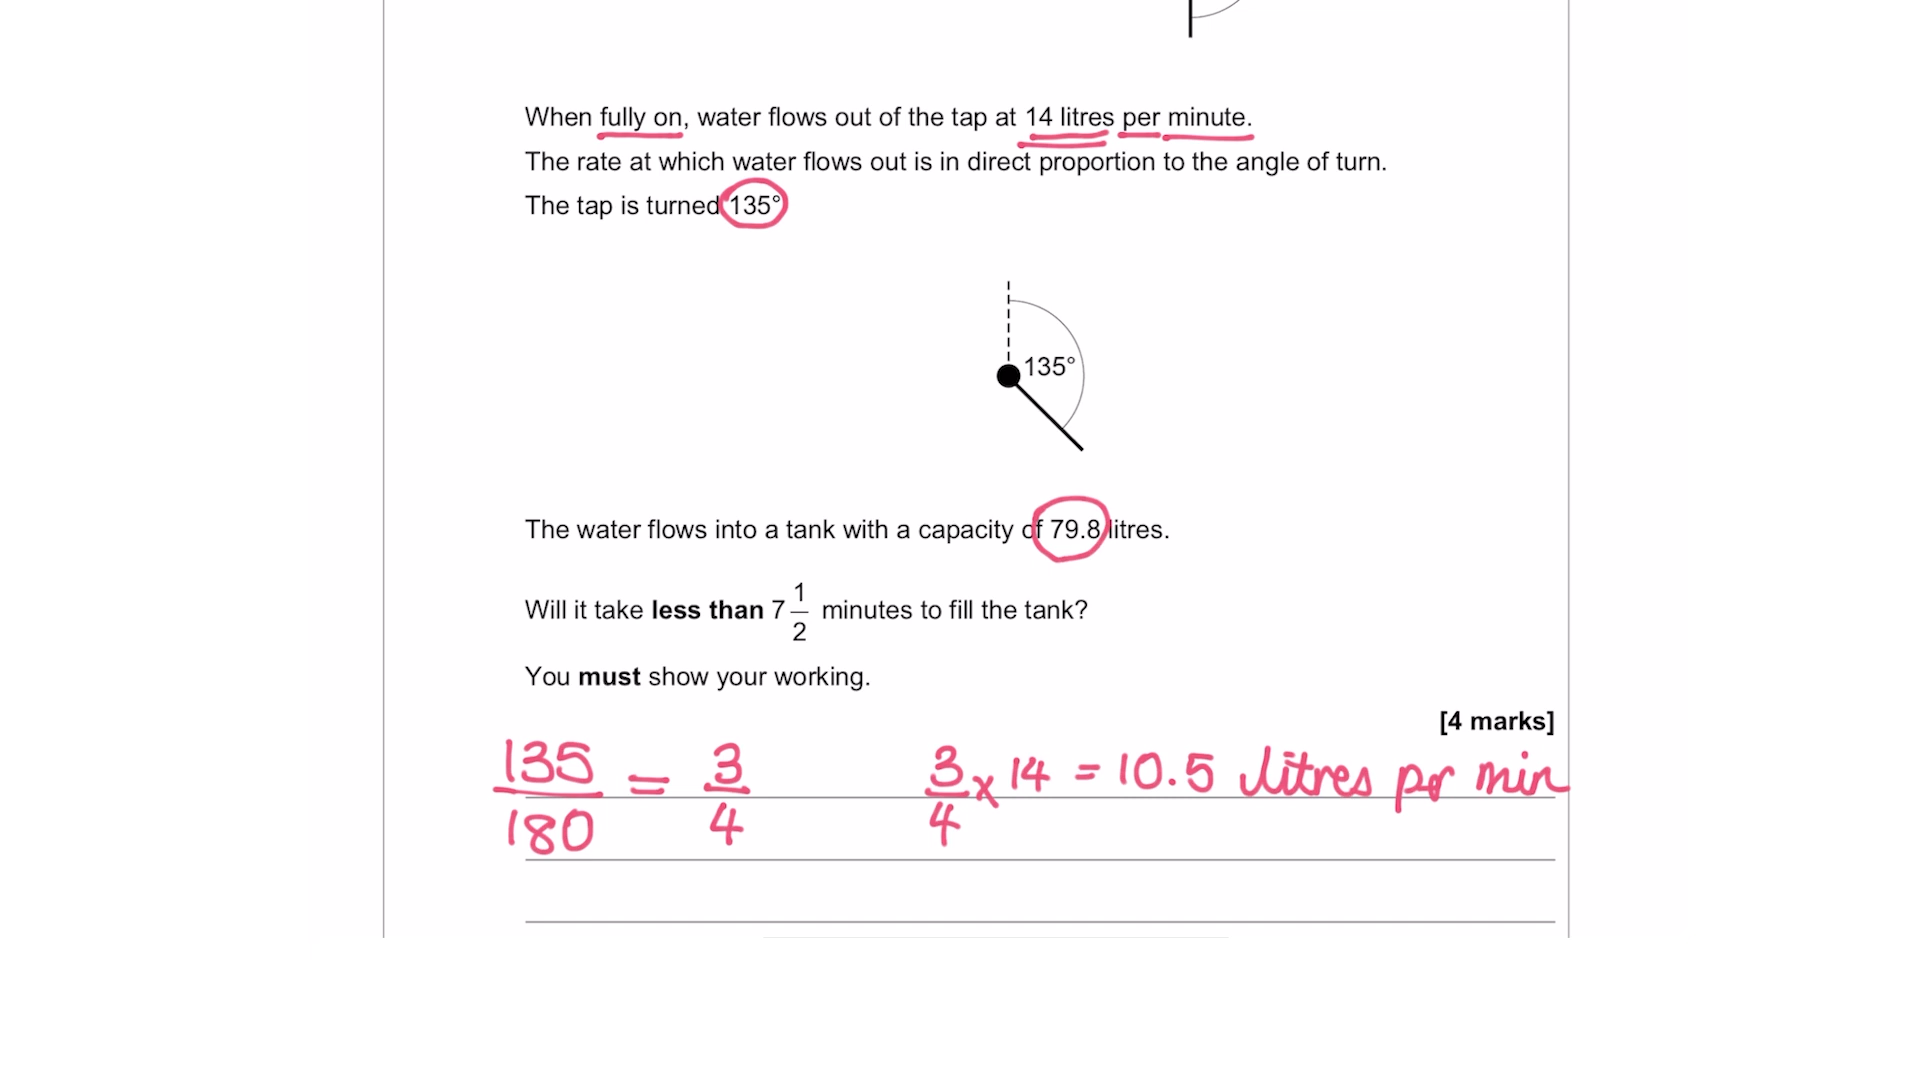 When fully on, water flows out of the tap at 14 litres per minute.
The rate at which water flows out is in direct proportion to the angle of turn.
The tap is turned 135°
135°
The water flows into a tank with a capacity of 79.8 litres.
Will it take less than 7 1/2 minutes to fill the tank?
You must show your working.
[4 marks]
135/180 = 3/4 3/4 x 14 = 10.5 litres per min